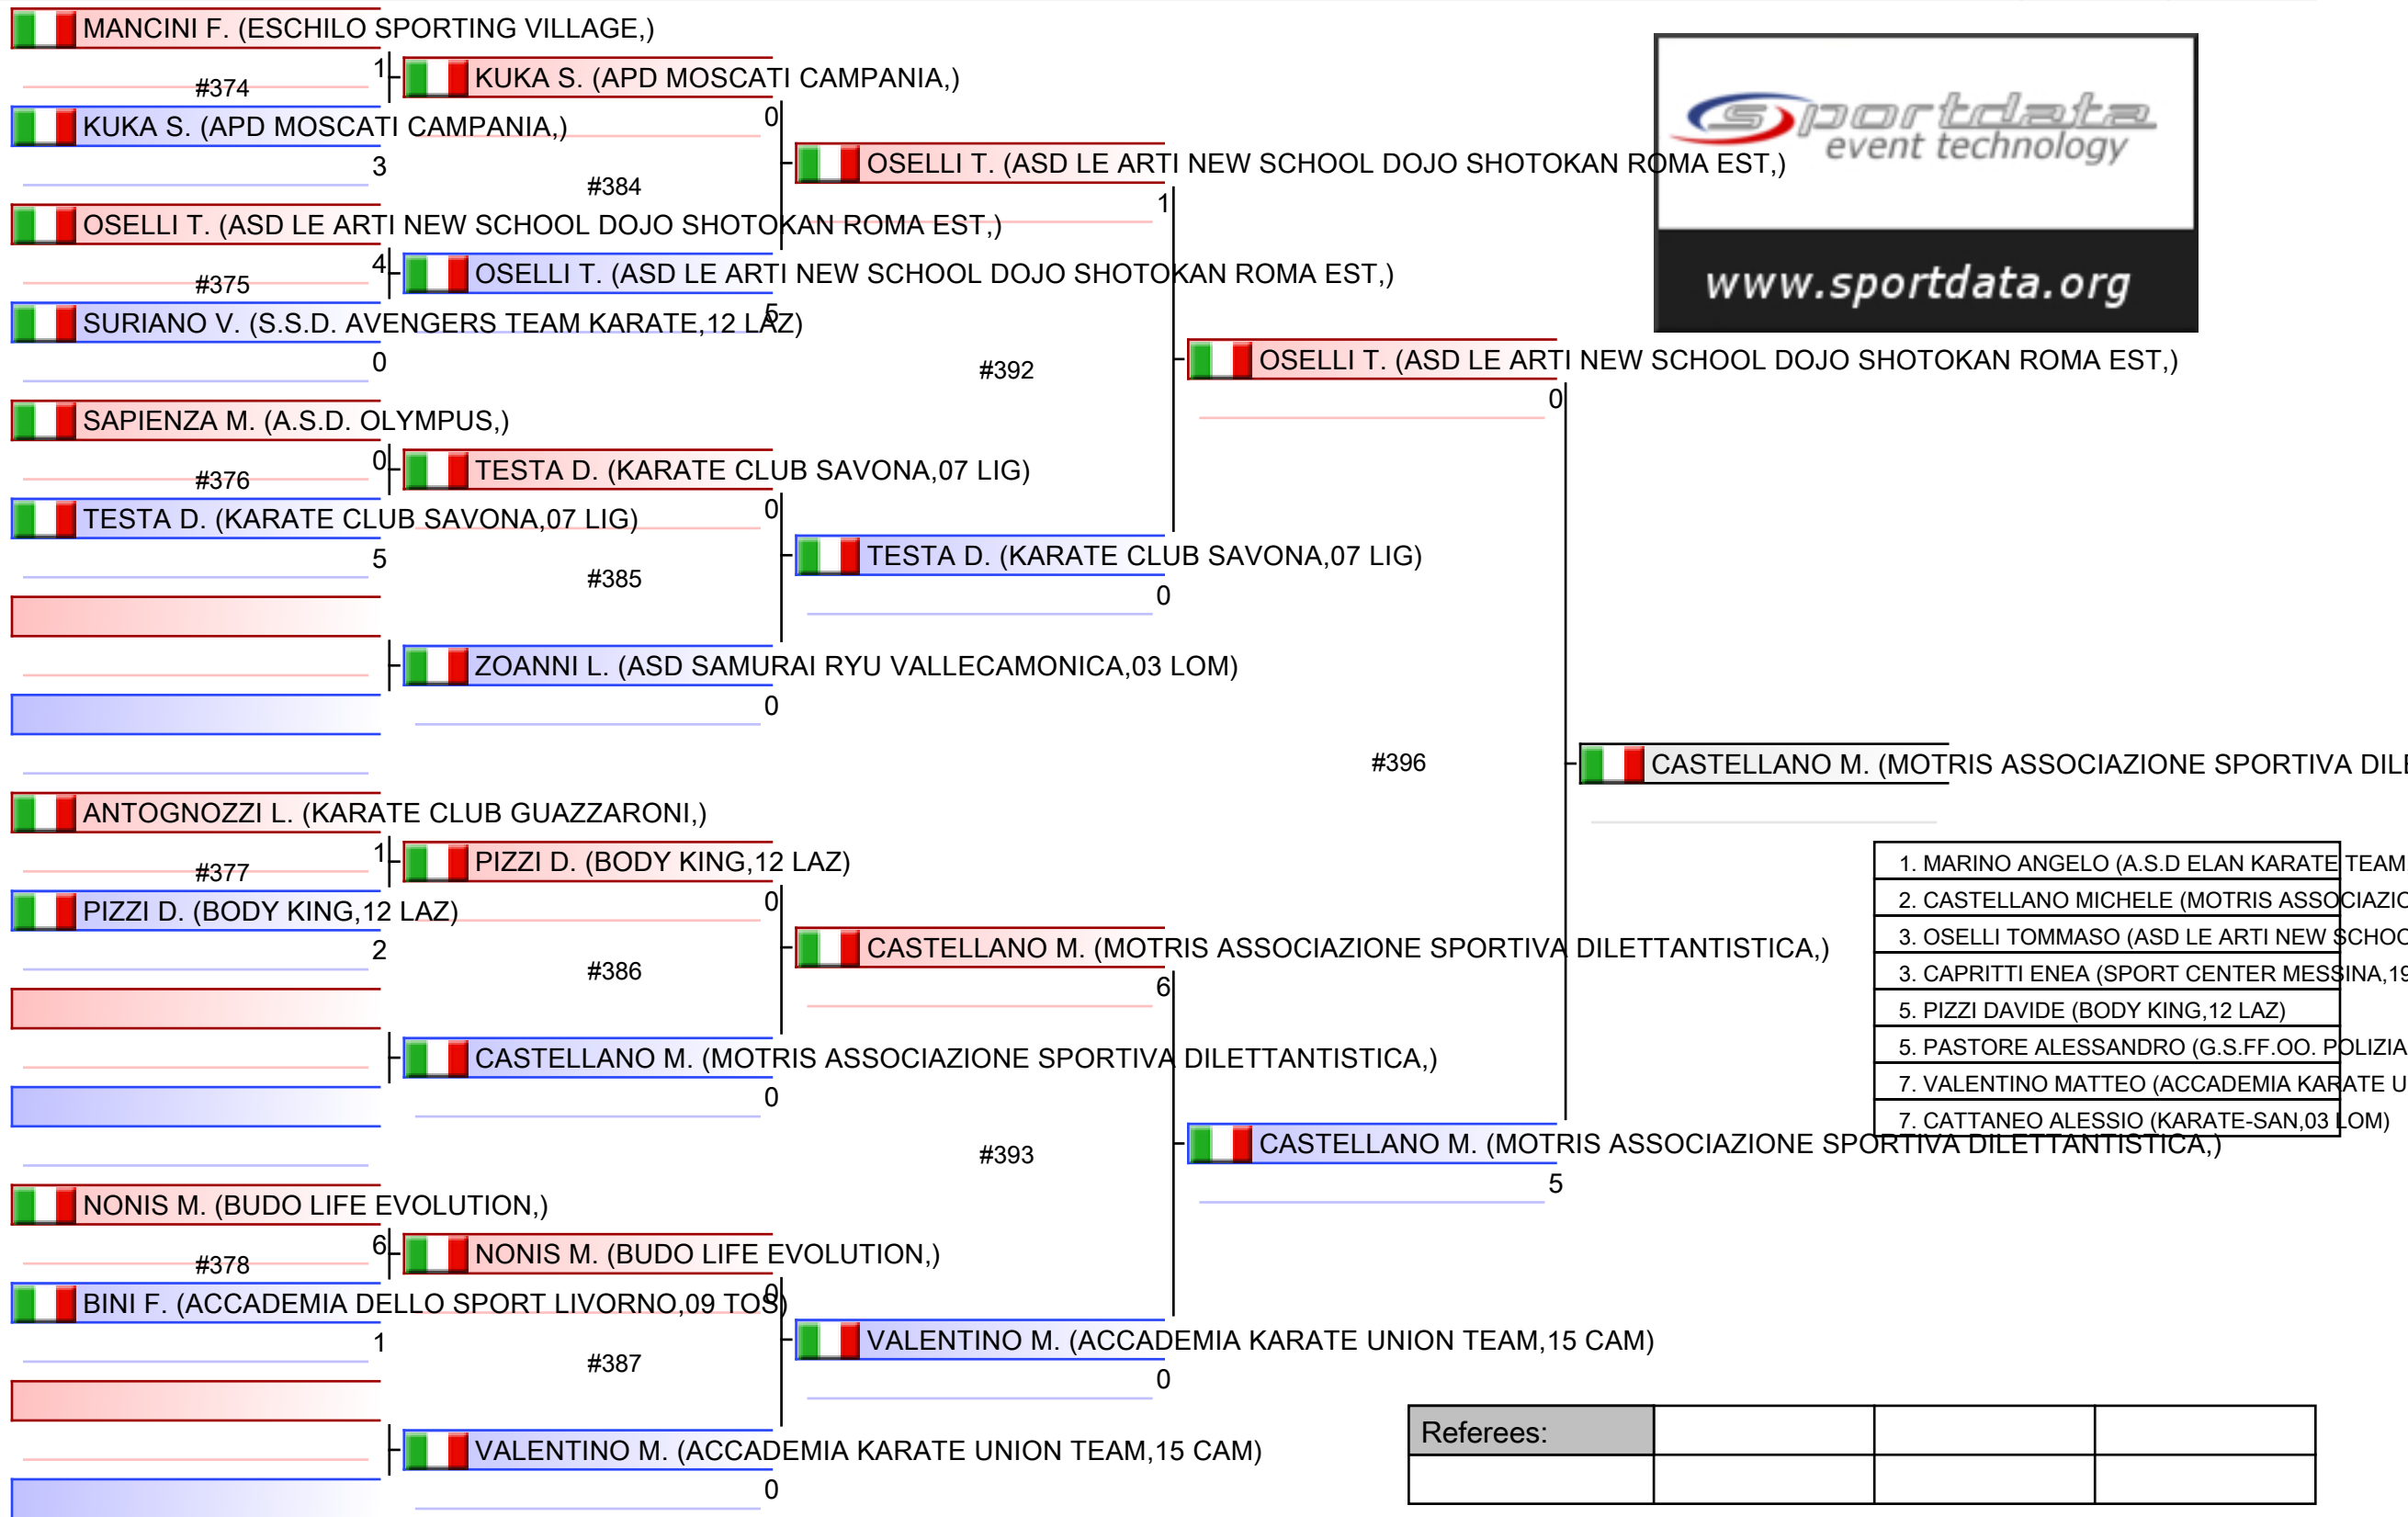 MANCINI F. (ESCHILO SPORTING VILLAGE,)
1
#374
KUKA S. (APD MOSCATI CAMPANIA,)
3
OSELLI T. (ASD LE ARTI NEW SCHOOL DOJO SHOTOKAN ROMA EST,)
4
#375
SURIANO V. (S.S.D. AVENGERS TEAM KARATE,12 LAZ)
0
SAPIENZA M. (A.S.D. OLYMPUS,)
0
#376
TESTA D. (KARATE CLUB SAVONA,07 LIG)
5
ANTOGNOZZI L. (KARATE CLUB GUAZZARONI,)
1
#377
PIZZI D. (BODY KING,12 LAZ)
2
NONIS M. (BUDO LIFE EVOLUTION,)
6
#378
BINI F. (ACCADEMIA DELLO SPORT LIVORNO,09 TOS)
1
KUKA S. (APD MOSCATI CAMPANIA,)
0
#384
OSELLI T. (ASD LE ARTI NEW SCHOOL DOJO SHOTOKAN ROMA EST,)
5
TESTA D. (KARATE CLUB SAVONA,07 LIG)
0
#385
ZOANNI L. (ASD SAMURAI RYU VALLECAMONICA,03 LOM)
0
PIZZI D. (BODY KING,12 LAZ)
0
#386
CASTELLANO M. (MOTRIS ASSOCIAZIONE SPORTIVA DILETTANTISTICA,)
0
NONIS M. (BUDO LIFE EVOLUTION,)
0
#387
VALENTINO M. (ACCADEMIA KARATE UNION TEAM,15 CAM)
0
OSELLI T. (ASD LE ARTI NEW SCHOOL DOJO SHOTOKAN ROMA EST,)
1
#392
TESTA D. (KARATE CLUB SAVONA,07 LIG)
0
CASTELLANO M. (MOTRIS ASSOCIAZIONE SPORTIVA DILETTANTISTICA,)
6
#393
VALENTINO M. (ACCADEMIA KARATE UNION TEAM,15 CAM)
0
OSELLI T. (ASD LE ARTI NEW SCHOOL DOJO SHOTOKAN ROMA EST,)
0
#396
CASTELLANO M. (MOTRIS ASSOCIAZIONE SPORTIVA DILETTANTISTICA,)
5
CASTELLANO M. (MOTRIS ASSOCIAZIONE SPORTIVA DILE
sportdata
event technology
www.sportdata.org
1. MARINO ANGELO (A.S.D ELAN KARATE TEAM
2. CASTELLANO MICHELE (MOTRIS ASSOCIAZIO
3. OSELLI TOMMASO (ASD LE ARTI NEW SCHOO
3. CAPRITTI ENEA (SPORT CENTER MESSINA,19
5. PIZZI DAVIDE (BODY KING,12 LAZ)
5. PASTORE ALESSANDRO (G.S.FF.OO. POLIZIA
7. VALENTINO MATTEO (ACCADEMIA KARATE U
7. CATTANEO ALESSIO (KARATE-SAN,03 LOM)
Referees: